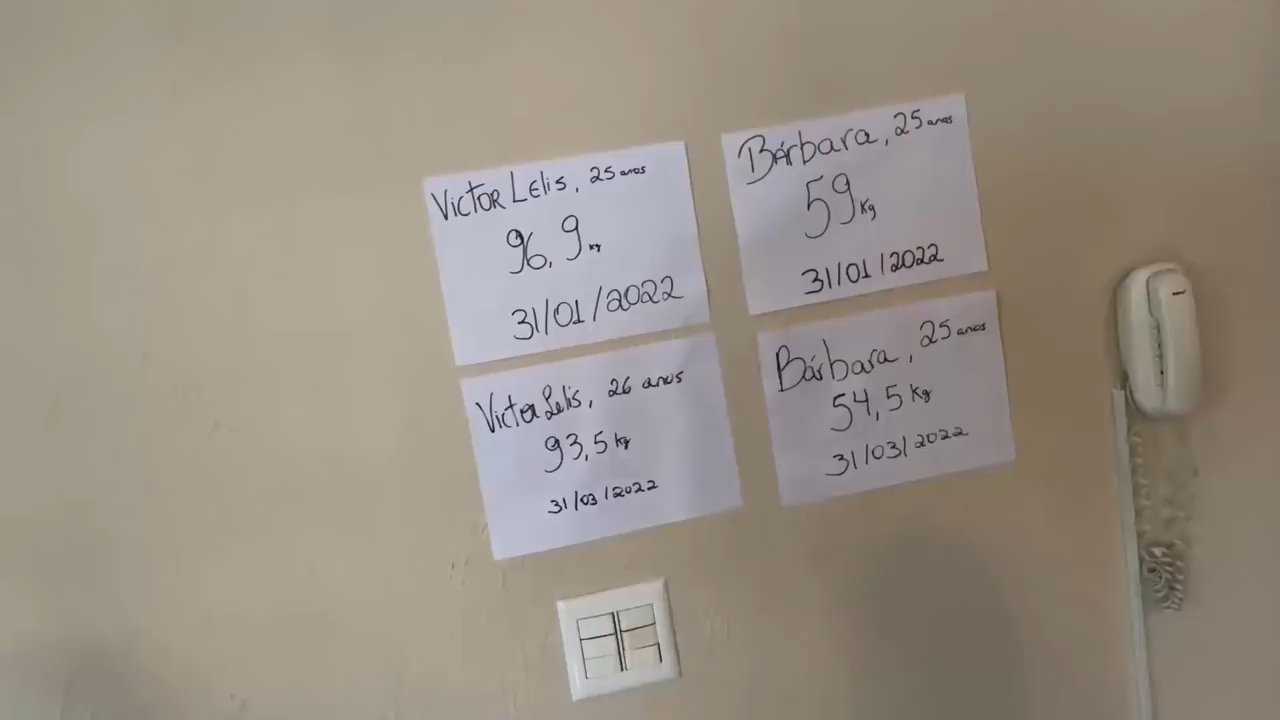 Victor Lelis, 25 anos
96,9 kg
31/01/2022
Bárbara, 25 anos
59 kg
31/01/2022
Victor Lelis, 26 anos
93,5 kg
31/03/2022
Bárbara, 25 anos
54,5 kg
31/03/2022